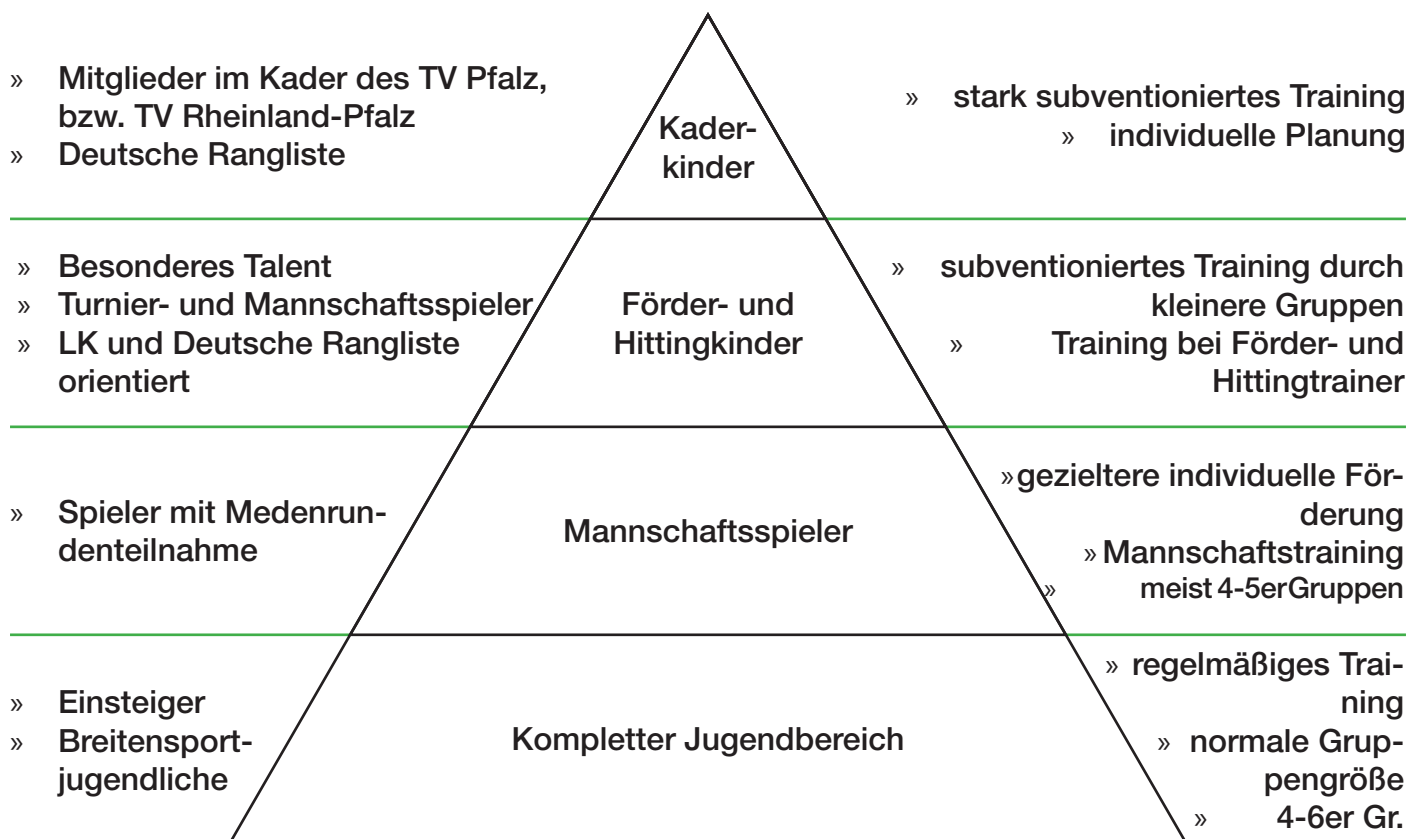 » Mitglieder im Kader des TV Pfalz,
bzw. TV Rheinland-Pfalz
» Deutsche Rangliste
Kader-
kinder
» stark subventioniertes Training
» individuelle Planung
» Besonderes Talent
» Turnier- und Mannschaftsspieler
» LK und Deutsche Rangliste
orientiert
Förder- und
Hittingkinder
» subventioniertes Training durch
kleinere Gruppen
» Training bei Förder- und
Hittingtrainer
» Spieler mit Medenrun-
denteilnahme
Mannschaftsspieler
» gezieltere individuelle För-
derung
» Mannschaftstraining
» meist 4-5erGruppen
» Einsteiger
» Breitensport-
jugendliche
Kompletter Jugendbereich
» regelmäßiges Trai-
ning
» normale Grup-
pengröße
» 4-6er Gr.